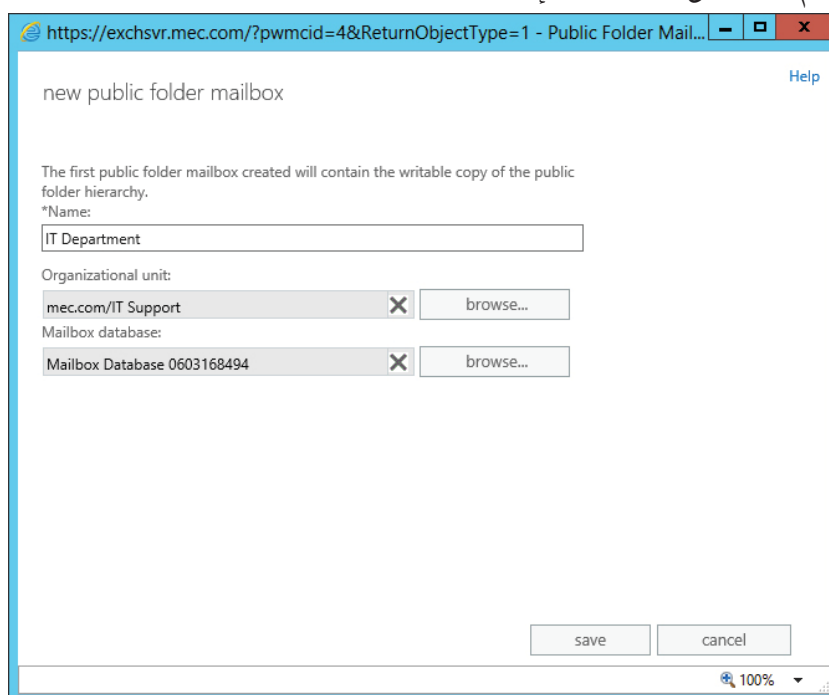 https://exchsvr.mec.com/?pwmcid=4&ReturnObjectType=1 - Public Folder Mail...
Help
new public folder mailbox
The first public folder mailbox created will contain the writable copy of the public
folder hierarchy.
*Name:
IT Department
Organizational unit:
mec.com/IT Support
browse...
Mailbox database:
Mailbox Database 0603168494
browse...
save
cancel
100%